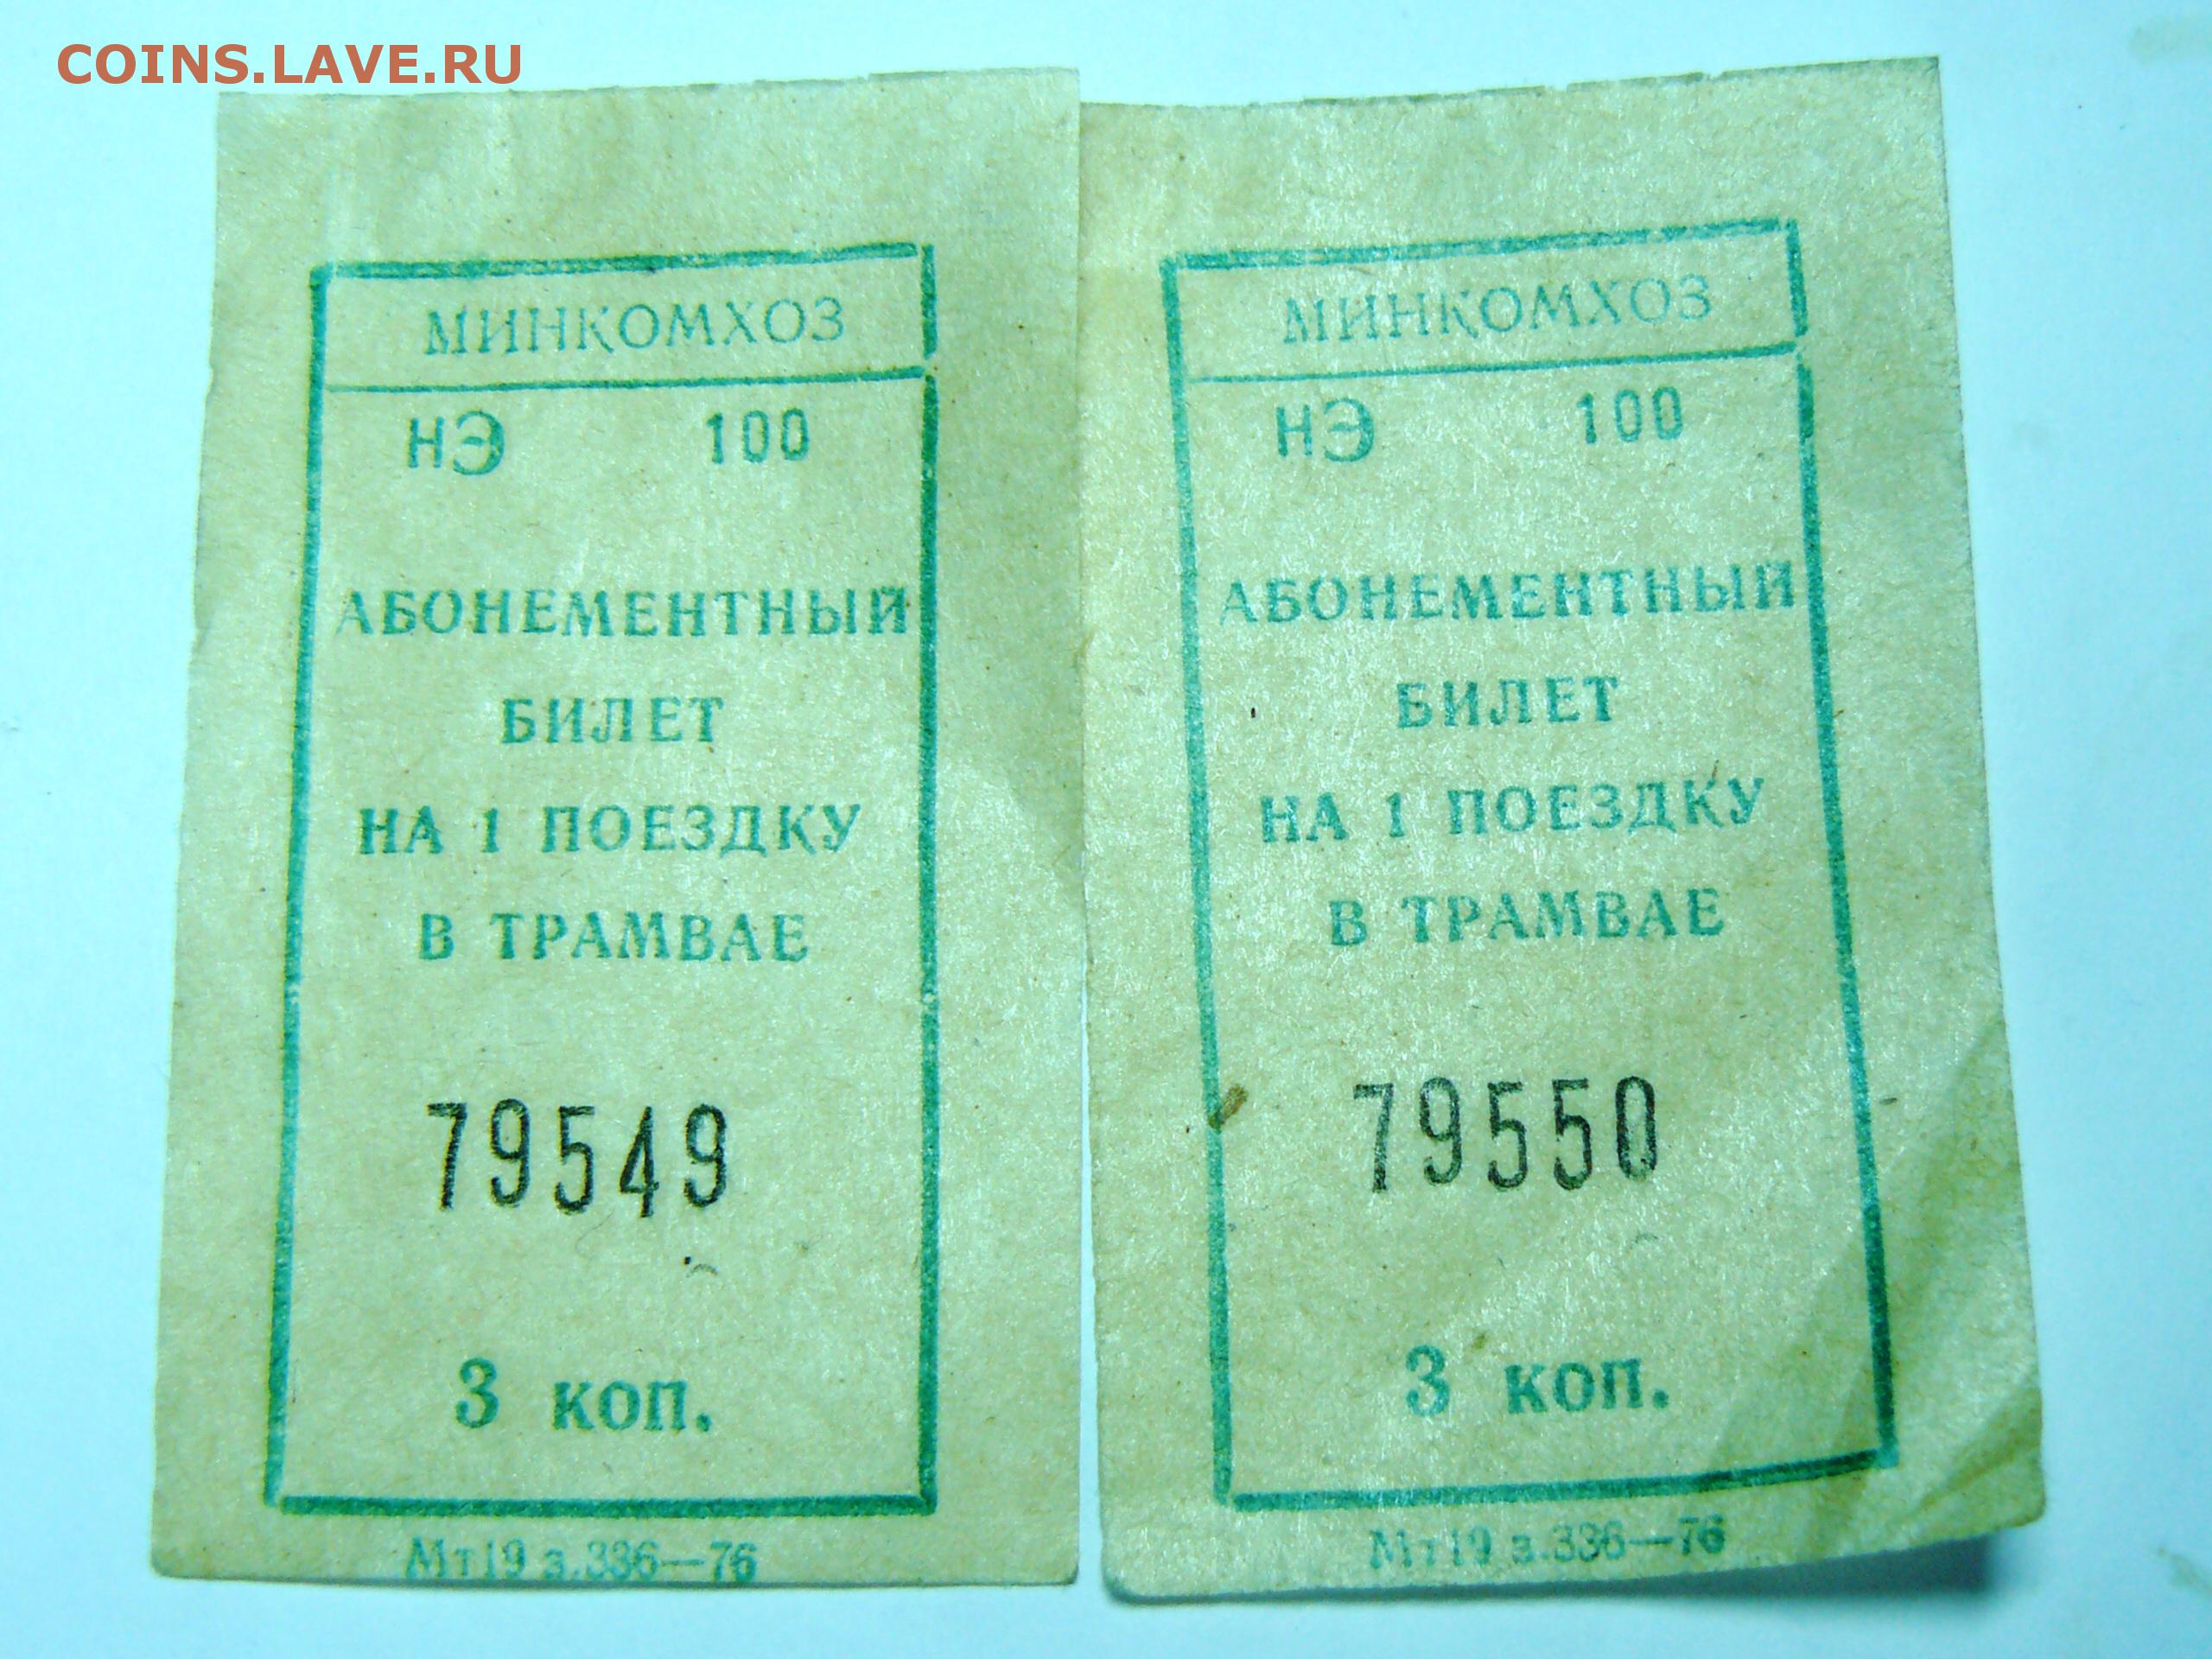 COINS.LAVE.RU
МИНКОМХОЗ
НЭ 100
АБОНЕМЕНТНЫЙ
БИЛЕТ
НА 1 ПОЕЗДКУ
В ТРАМВАЕ
79549
3 коп.
Мт19 з.336—76
МИНКОМХОЗ
НЭ 100
АБОНЕМЕНТНЫЙ
БИЛЕТ
НА 1 ПОЕЗДКУ
В ТРАМВАЕ
79550
3 коп.
Мт19 з.336—76